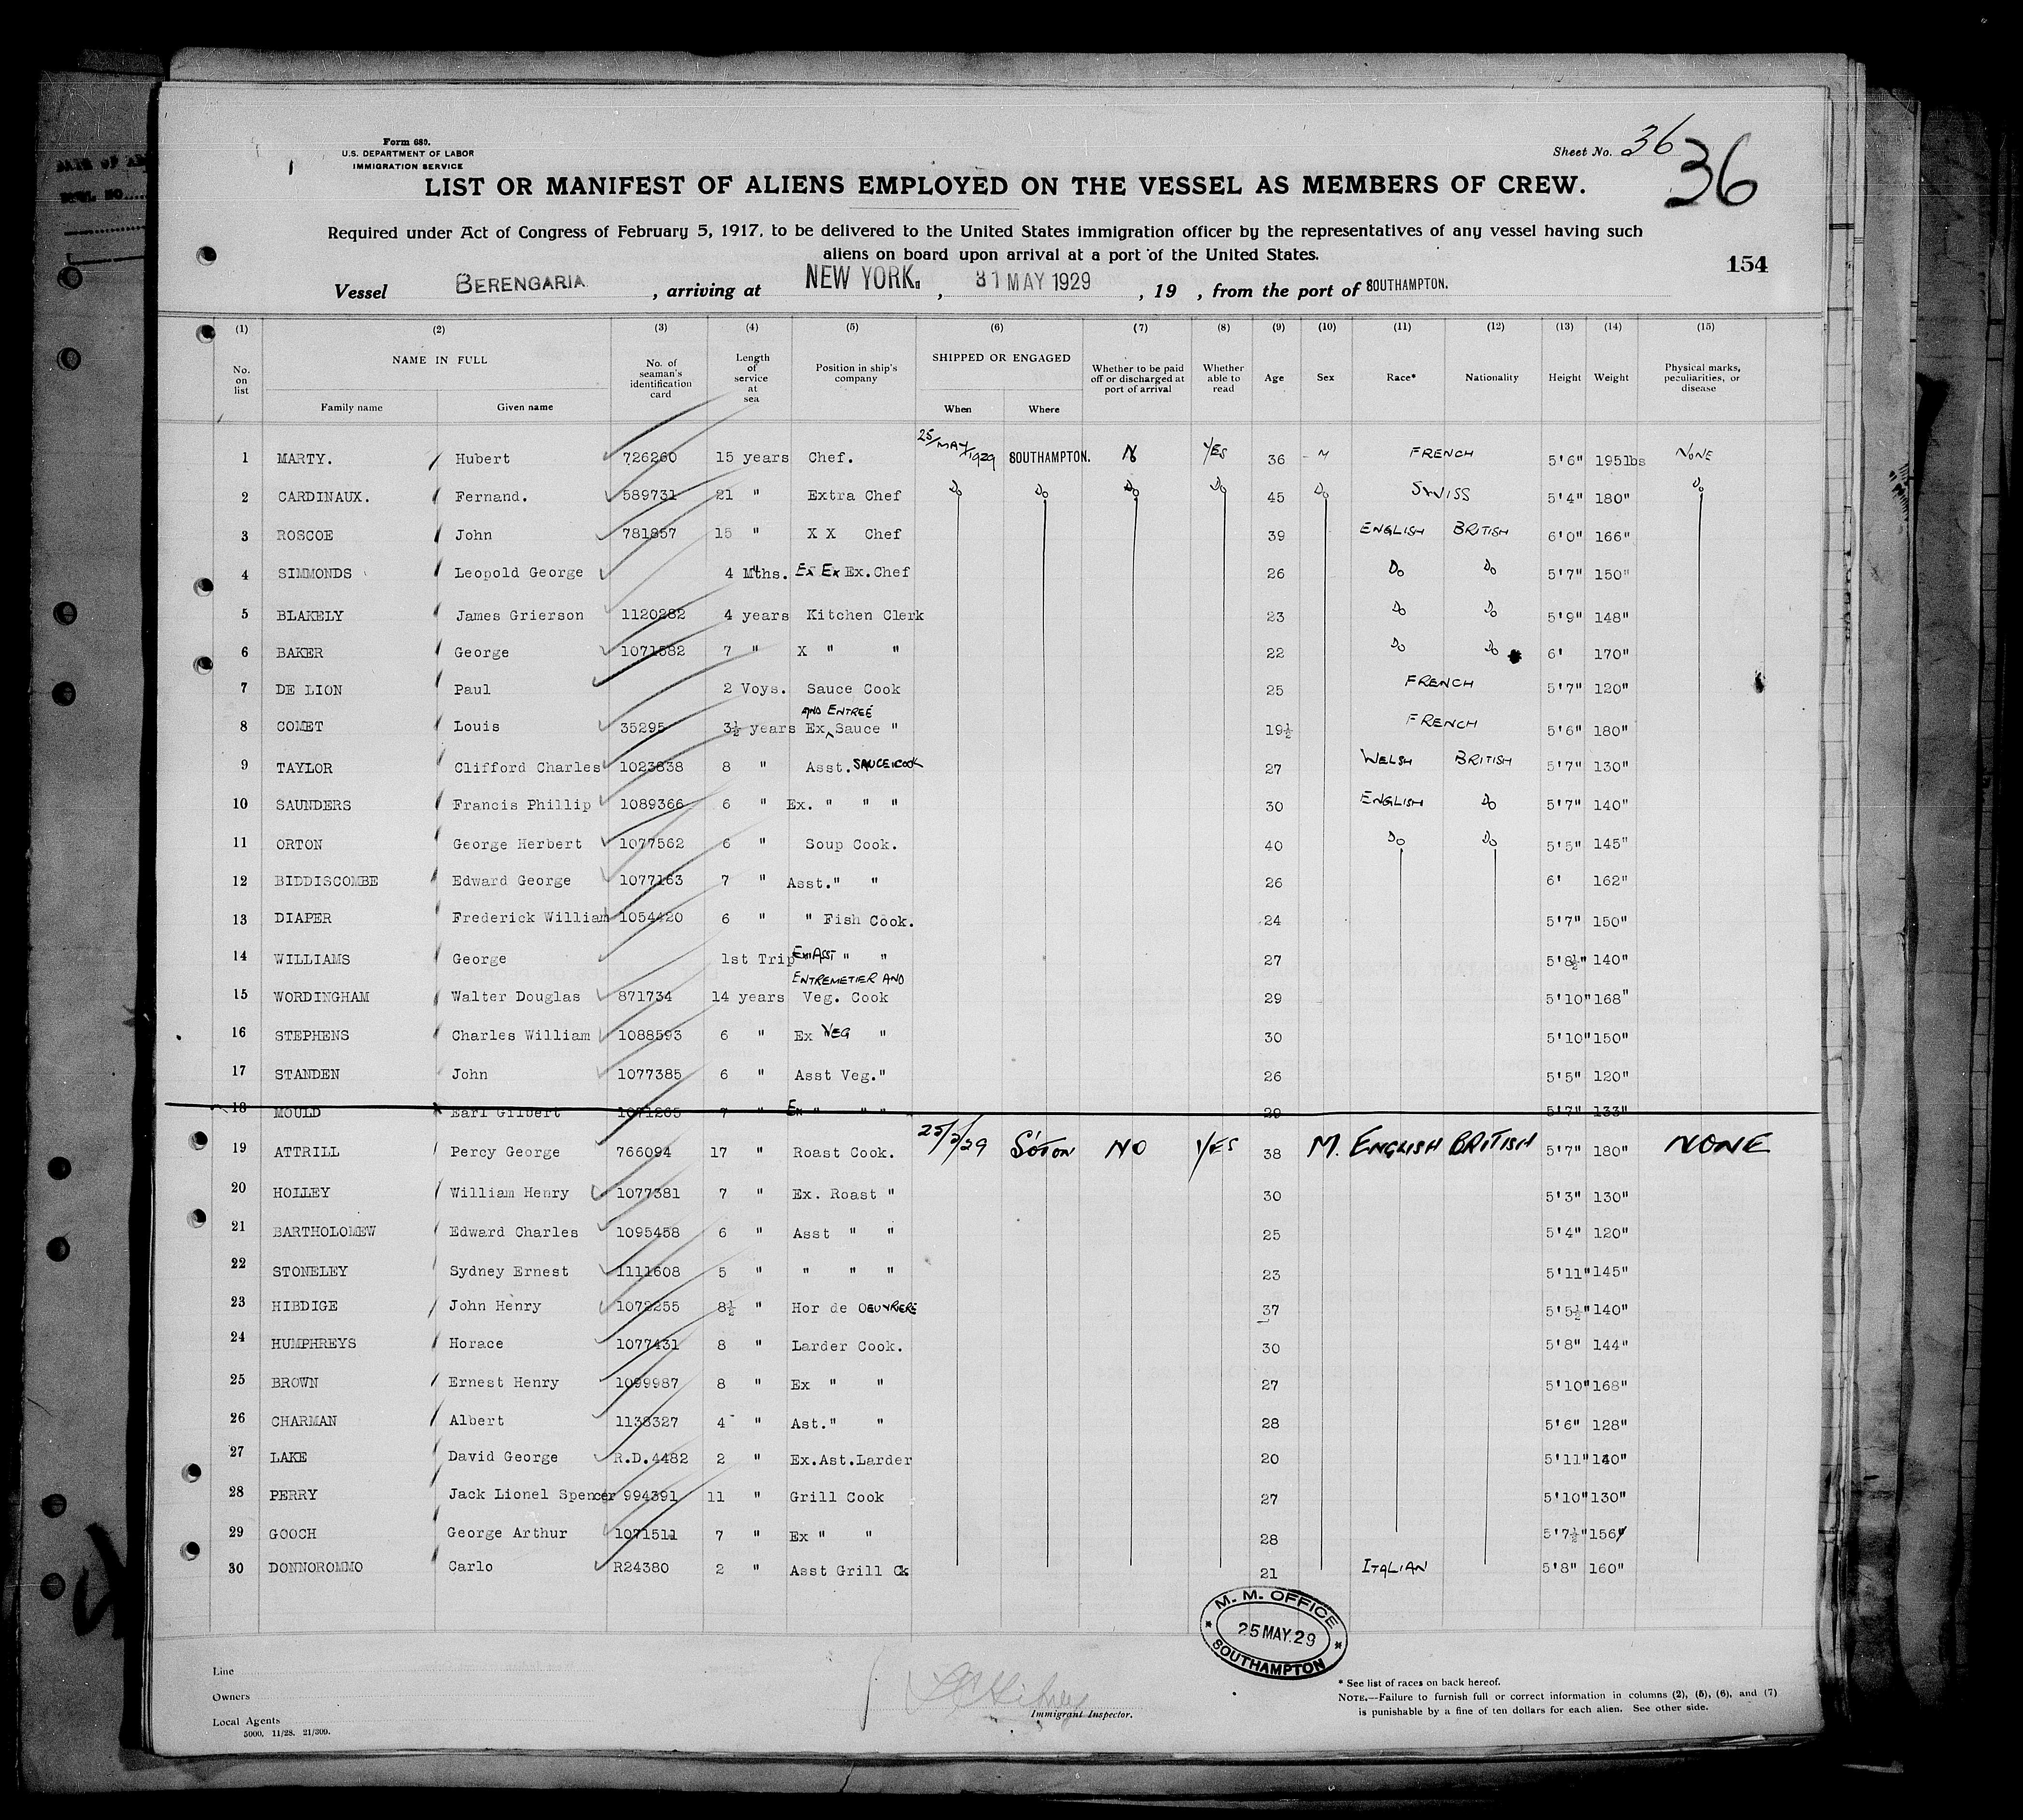 Form 680.
U.S. DEPARTMENT OF LABOR
IMMIGRATION SERVICE
Sheet No. 36
36
LIST OR MANIFEST OF ALIENS EMPLOYED ON THE VESSEL AS MEMBERS OF CREW.
Required under Act of Congress of February 5, 1917, to be delivered to the United States immigration officer by the representatives of any vessel having such
aliens on board upon arrival at a port of the United States.
154
Vessel BERENGARIA , arriving at NEW YORK. , 31 MAY 1929 , 19 , from the port of SOUTHAMPTON.
(1) (2) (3) (4) (5) (6) (7) (8) (9) (10) (11) (12) (13) (14) (15)
No. on list NAME IN FULL Family name Given name No. of seaman's identification card Length of service at sea Position in ship's company SHIPPED OR ENGAGED When Where Whether to be paid off or discharged at port of arrival Whether able to read Age Sex Race* Nationality Height Weight Physical marks, peculiarities, or disease
1 MARTY. Hubert 726260 15 years Chef. 25/MAY/1929 SOUTHAMPTON. N YES 36 M FRENCH 5'6" 195lbs NONE
2 CARDINAUX. Fernand. 589731 21 " Extra Chef Do Do Do Do 45 Do SWISS 5'4" 180" Do
3 ROSCOE John 781857 15 " X X Chef 39 ENGLISH BRITISH 6'0" 166"
4 SIMMONDS Leopold George 4 Mths. Ex Ex Ex.Chef 26 Do Do 5'7" 150"
5 BLAKELY James Grierson 1120282 4 years Kitchen Clerk 23 Do Do 5'9" 148"
6 BAKER George 1071582 7 " X " " 22 Do Do 6' 170"
7 DE LION Paul 2 Voys. Sauce Cook 25 FRENCH 5'7" 120"
8 COMET Louis 35295 3½ years Ex AND ENTREÉ Sauce " 19½ FRENCH 5'6" 180"
9 TAYLOR Clifford Charles 1023838 8 " Asst. SAUCE COOK 27 WELSH BRITISH 5'7" 130"
10 SAUNDERS Francis Phillip 1089366 6 " Ex. " " " 30 ENGLISH Do 5'7" 140"
11 ORTON George Herbert 1077562 6 " Soup Cook. 40 Do Do 5'5" 145"
12 BIDDISCOMBE Edward George 1077163 7 " Asst." " 26 6' 162"
13 DIAPER Frederick William 1054420 6 " " Fish Cook. 24 5'7" 150"
14 WILLIAMS George 1st Trip Ex ASST " " 27 5'8½" 140"
15 WORDINGHAM Walter Douglas 871734 14 years ENTREMETIER AND Veg. Cook 29 5'10" 168"
16 STEPHENS Charles William 1088593 6 " Ex VEG " 30 5'10" 150"
17 STANDEN John 1077385 6 " Asst Veg." 26 5'5" 120"
18 MOULD Earl Gilbert 1071265 7 " Ex " " " 29 5'7" 133"
19 ATTRILL Percy George 766094 17 " Roast Cook. 25/5/29 S'OTON NO YES 38 M. ENGLISH BRITISH 5'7" 180" NONE
20 HOLLEY William Henry 1077381 7 " Ex. Roast " 30 5'3" 130"
21 BARTHOLOMEW Edward Charles 1095458 6 " Asst " " 25 5'4" 120"
22 STONELEY Sydney Ernest 1111608 5 " " " " 23 5'11" 145"
23 HIBDIGE John Henry 1072255 8½ " Hor de OEUVRERE 37 5'5½" 140"
24 HUMPHREYS Horace 1077431 8 " Larder Cook. 30 5'8" 144"
25 BROWN Ernest Henry 1099987 8 " Ex " " 27 5'10" 168"
26 CHARMAN Albert 1138327 4 " Ast." " 28 5'6" 128"
27 LAKE David George R.D.4482 2 " Ex.Ast.Larder 20 5'11" 140"
28 PERRY Jack Lionel Spencer 994391 11 " Grill Cook 27 5'10" 130"
29 GOOCH George Arthur 1071511 7 " Ex " " 28 5'7½" 156"
30 DONNOROMMO Carlo R24380 2 " Asst Grill Ck 21 ITALIAN 5'8" 160"
M. M. OFFICE
25 MAY. 29
SOUTHAMPTON
Line
Owners
Local Agents
5000. 11/28. 21/309.
Immigrant Inspector.
* See list of races on back hereof.
NOTE.—Failure to furnish full or correct information in columns (2), (5), (6), and (7)
is punishable by a fine of ten dollars for each alien. See other side.